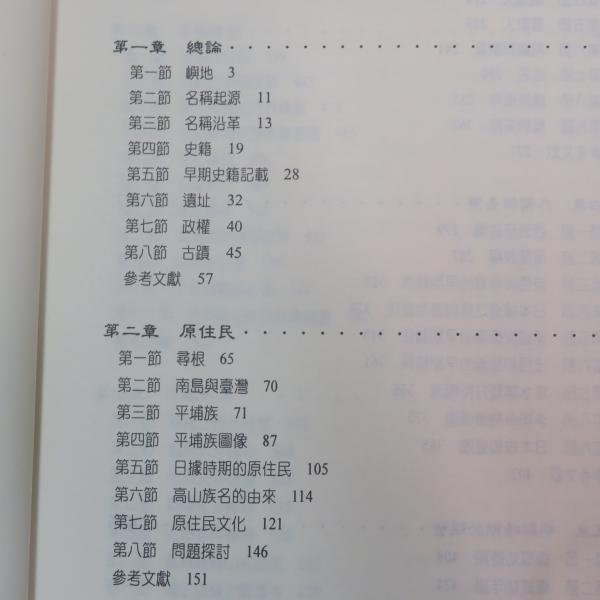 第一章 總論······················
第一節 嶼地 3
第二節 名稱起源 11
第三節 名稱沿革 13
第四節 史籍 19
第五節 早期史籍記載 28
第六節 遺址 32
第七節 政權 40
第八節 古蹟 45
參考文獻 57
第二章 原住民······················
第一節 尋根 65
第二節 南島與臺灣 70
第三節 平埔族 71
第四節 平埔族圖像 87
第五節 日據時期的原住民 105
第六節 高山族名的由來 114
第七節 原住民文化 121
第八節 問題探討 146
參考文獻 151